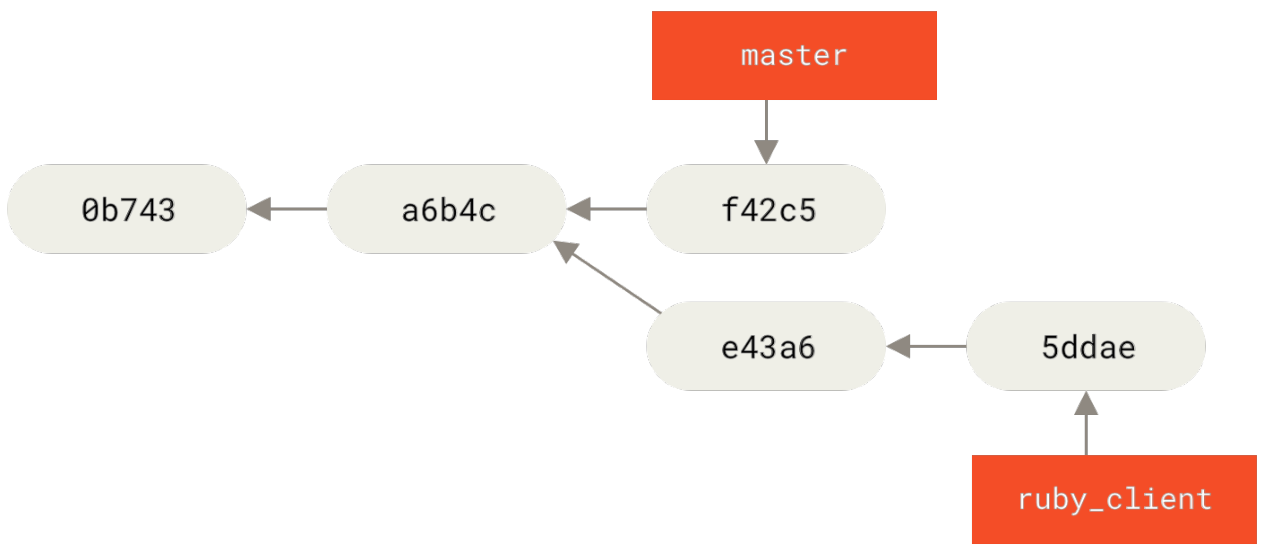 master
0b743
a6b4c
f42c5
e43a6
5ddae
ruby_client